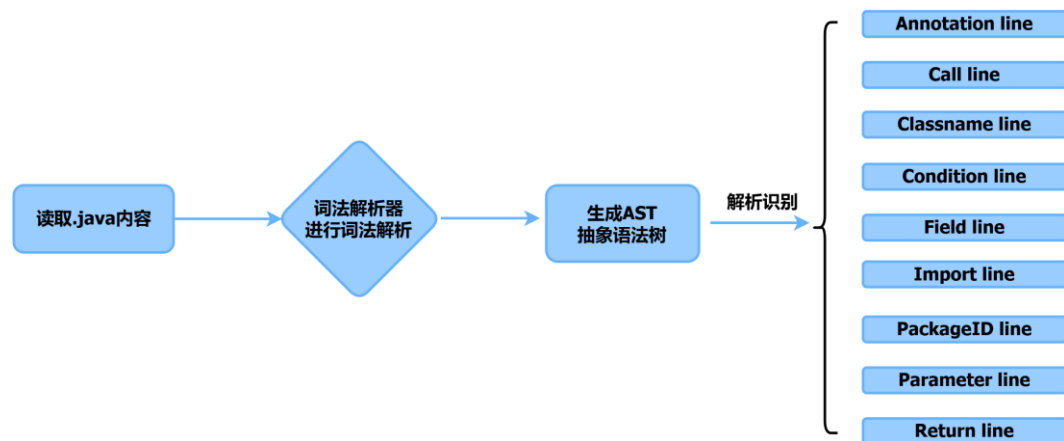 读取.java内容
词法解析器
进行词法解析
生成AST
抽象语法树
解析识别
Annotation line
Call line
Classname line
Condition line
Field line
Import line
PackageID line
Parameter line
Return line